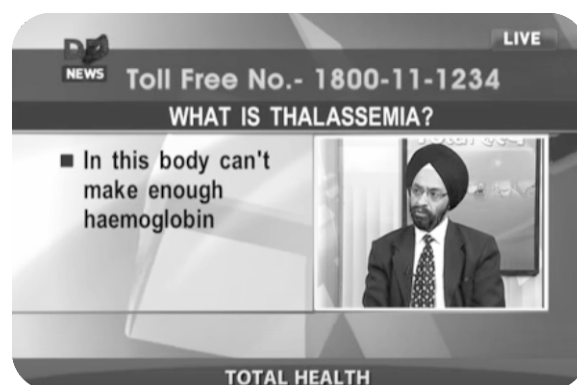 LIVE
DD
NEWS
Toll Free No.- 1800-11-1234
WHAT IS THALASSEMIA?
■ In this body can't
make enough
haemoglobin
TOTAL HEALTH